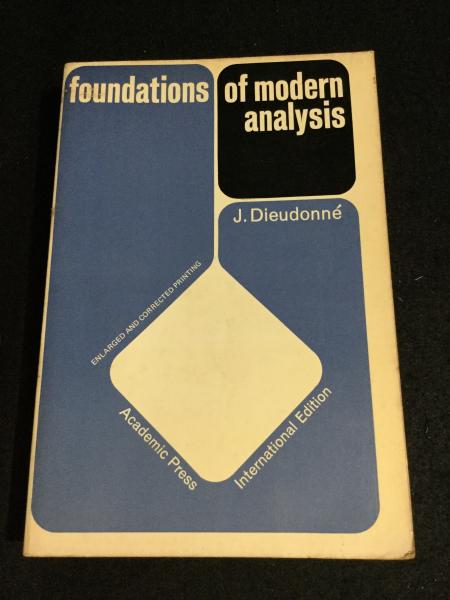 foundations of modern
analysis
J. Dieudonné
ENLARGED AND CORRECTED PRINTING
Academic Press
International Edition